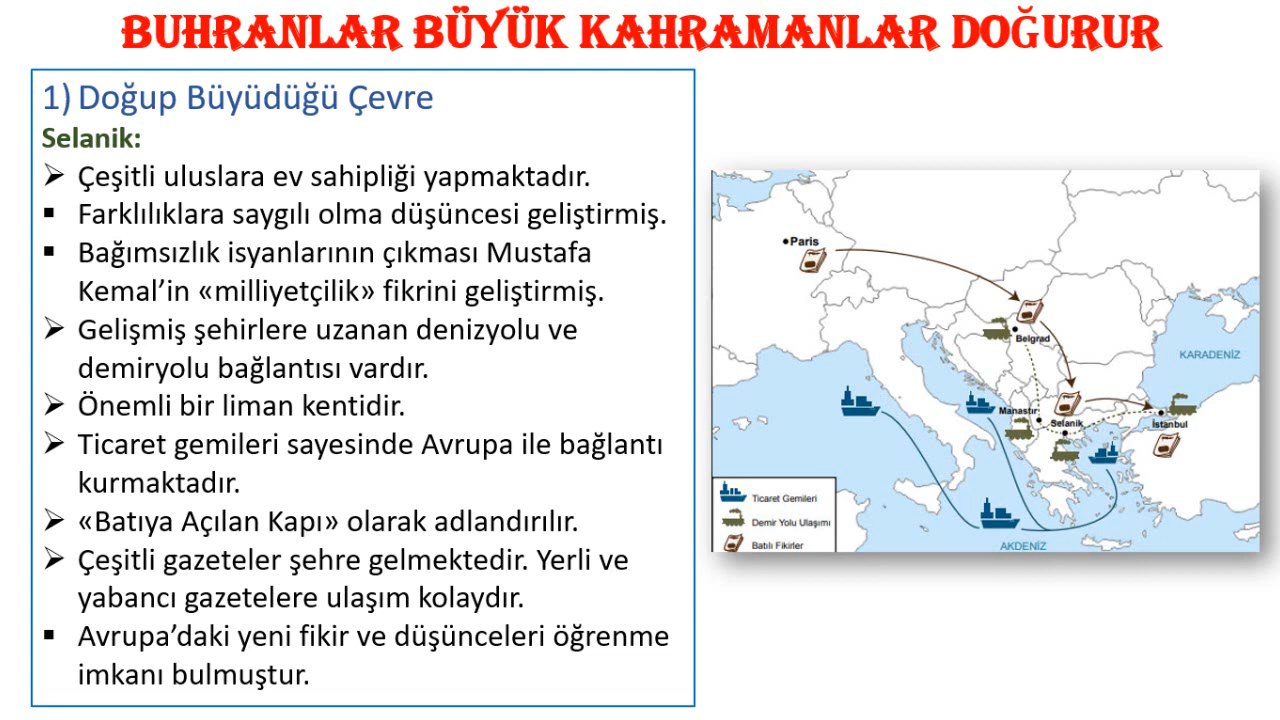 BUHRANLAR BÜYÜK KAHRAMANLAR DOĞURUR
1) Doğup Büyüdüğü Çevre
Selanik:
➢ Çeşitli uluslara ev sahipliği yapmaktadır.
▪ Farklılıklara saygılı olma düşüncesi geliştirmiş.
▪ Bağımsızlık isyanlarının çıkması Mustafa
Kemal’in «milliyetçilik» fikrini geliştirmiş.
➢ Gelişmiş şehirlere uzanan denizyolu ve
demiryolu bağlantısı vardır.
➢ Önemli bir liman kentidir.
➢ Ticaret gemileri sayesinde Avrupa ile bağlantı
kurmaktadır.
➢ «Batıya Açılan Kapı» olarak adlandırılır.
➢ Çeşitli gazeteler şehre gelmektedir. Yerli ve
yabancı gazetelere ulaşım kolaydır.
▪ Avrupa’daki yeni fikir ve düşünceleri öğrenme
imkanı bulmuştur.
Paris
Belgrad
KARADENİZ
Manastır
Selanik
İstanbul
Ticaret Gemileri
Demir Yolu Ulaşımı
Batılı Fikirler
AKDENİZ